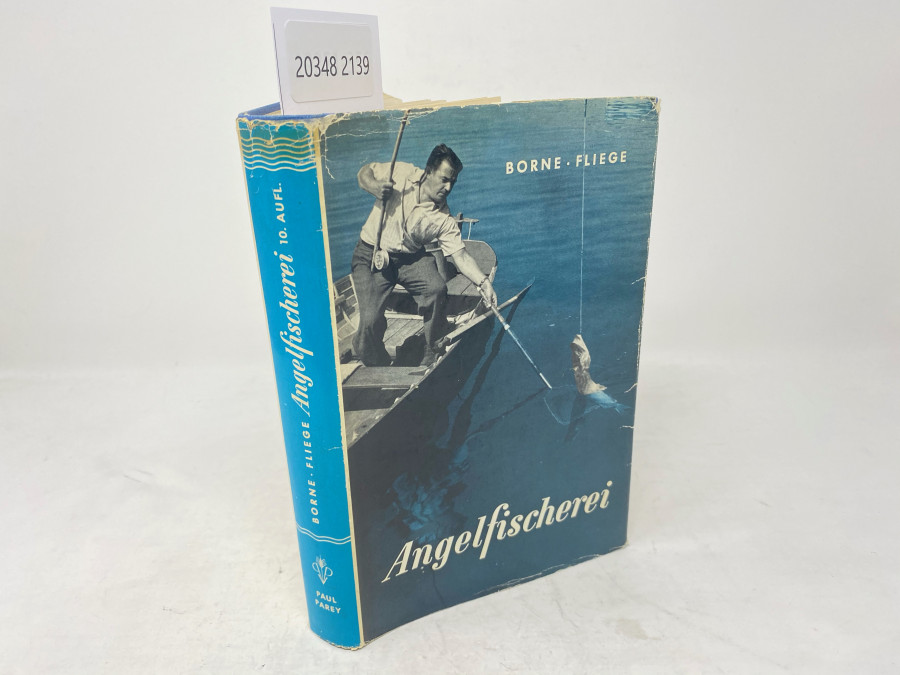 20348 2139
BORNE · FLIEGE
Angelfischerei
BORNE · FLIEGE Angelfischerei 10. AUFL.
PAUL
PAREY